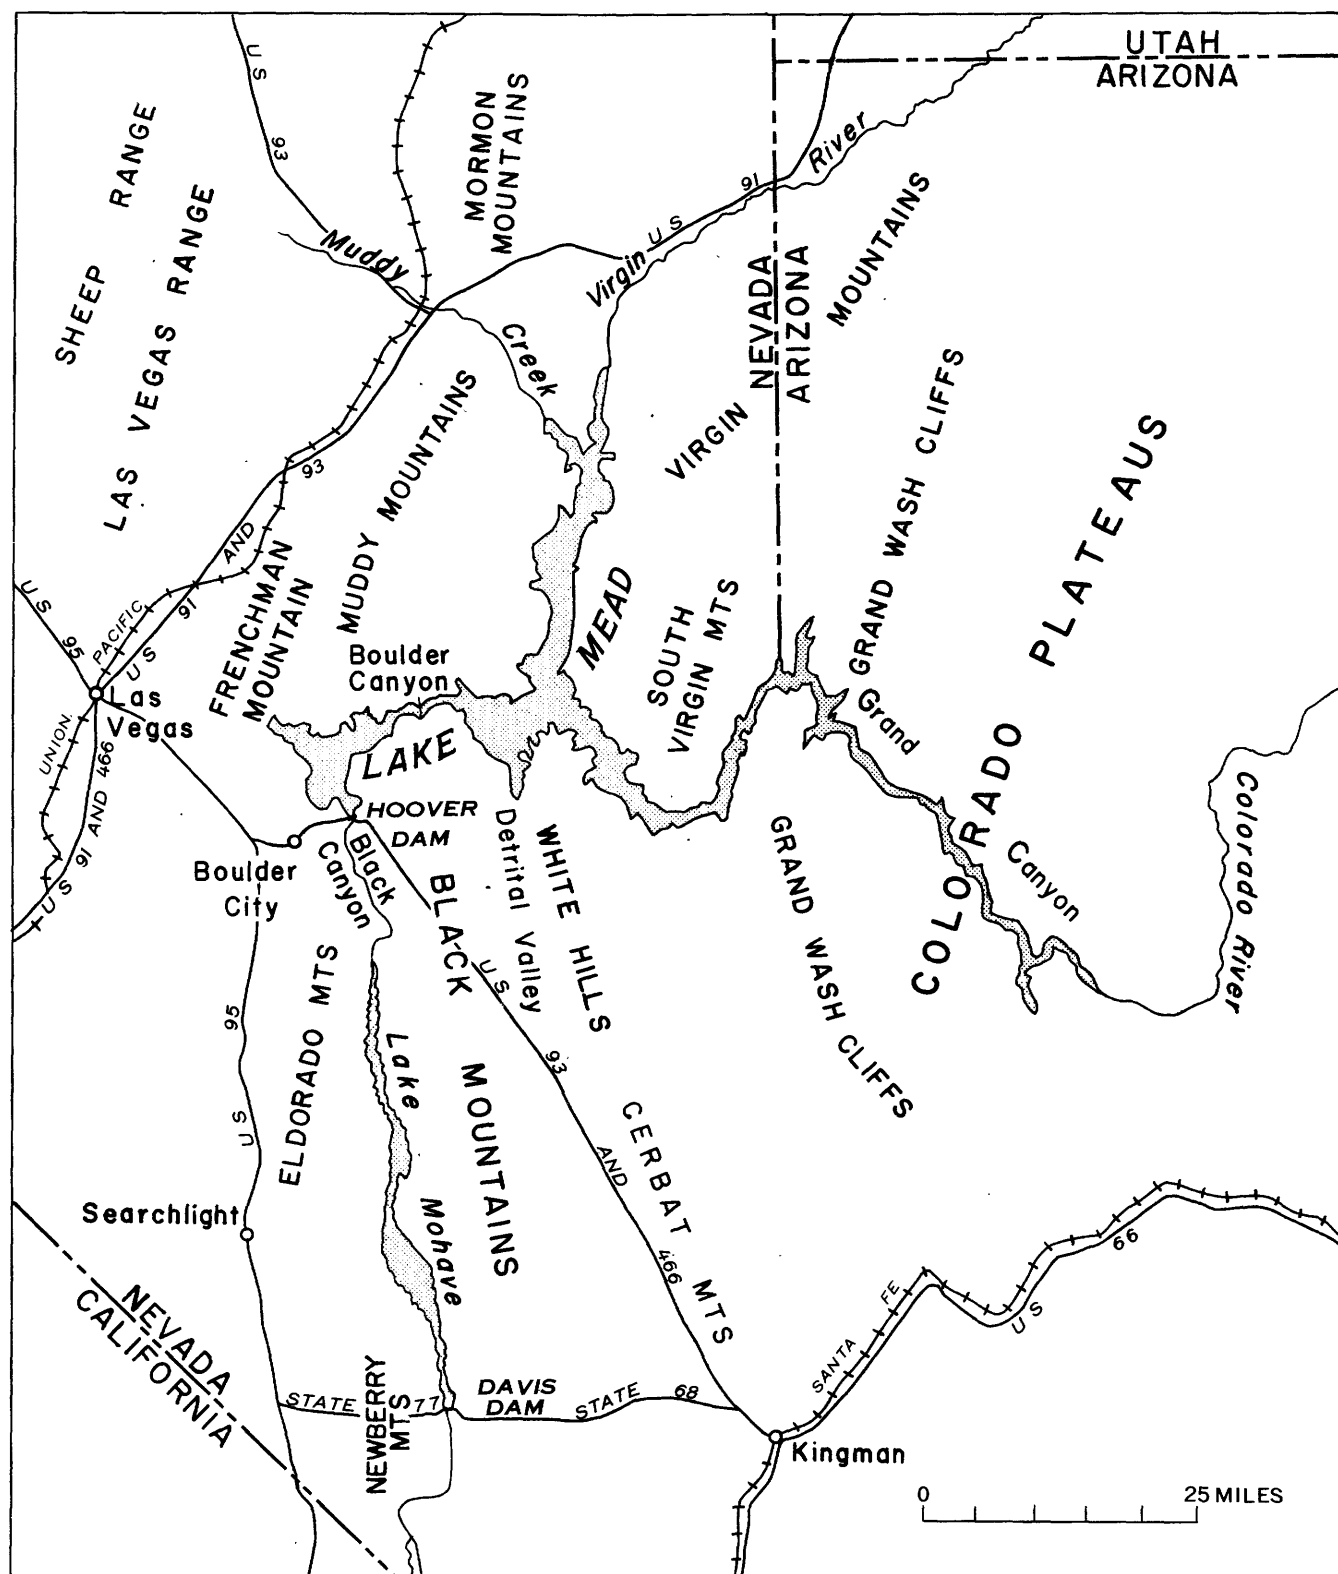 UTAH
ARIZONA
US
93
MORMON
MOUNTAINS
SHEEP RANGE
LAS VEGAS RANGE
Muddy
Creek
Virgin
River
US
91
NEVADA
ARIZONA
VIRGIN
MOUNTAINS
GRAND WASH CLIFFS
COLORADO PLATEAUS
MUDDY MOUNTAINS
93
AND
91
US
UNION
PACIFIC
US
95
FRENCHMAN
MOUNTAIN
Las
Vegas
Boulder
Canyon
LAKE
MEAD
SOUTH
VIRGIN MTS
Grand
Canyon
Colorado River
US 91 AND 466
HOOVER
DAM
Boulder
City
Black
Canyon
BLACK
MOUNTAINS
Detrital Valley
WHITE HILLS
GRAND WASH CLIFFS
ELDORADO MTS
95
US
Lake
Mohave
US
93
AND
466
CERBAT MTS
Searchlight
NEVADA
CALIFORNIA
NEWBERRY
MTS
STATE 77
DAVIS
DAM
STATE 68
SANTA FE
US
66
Kingman
0 25 MILES